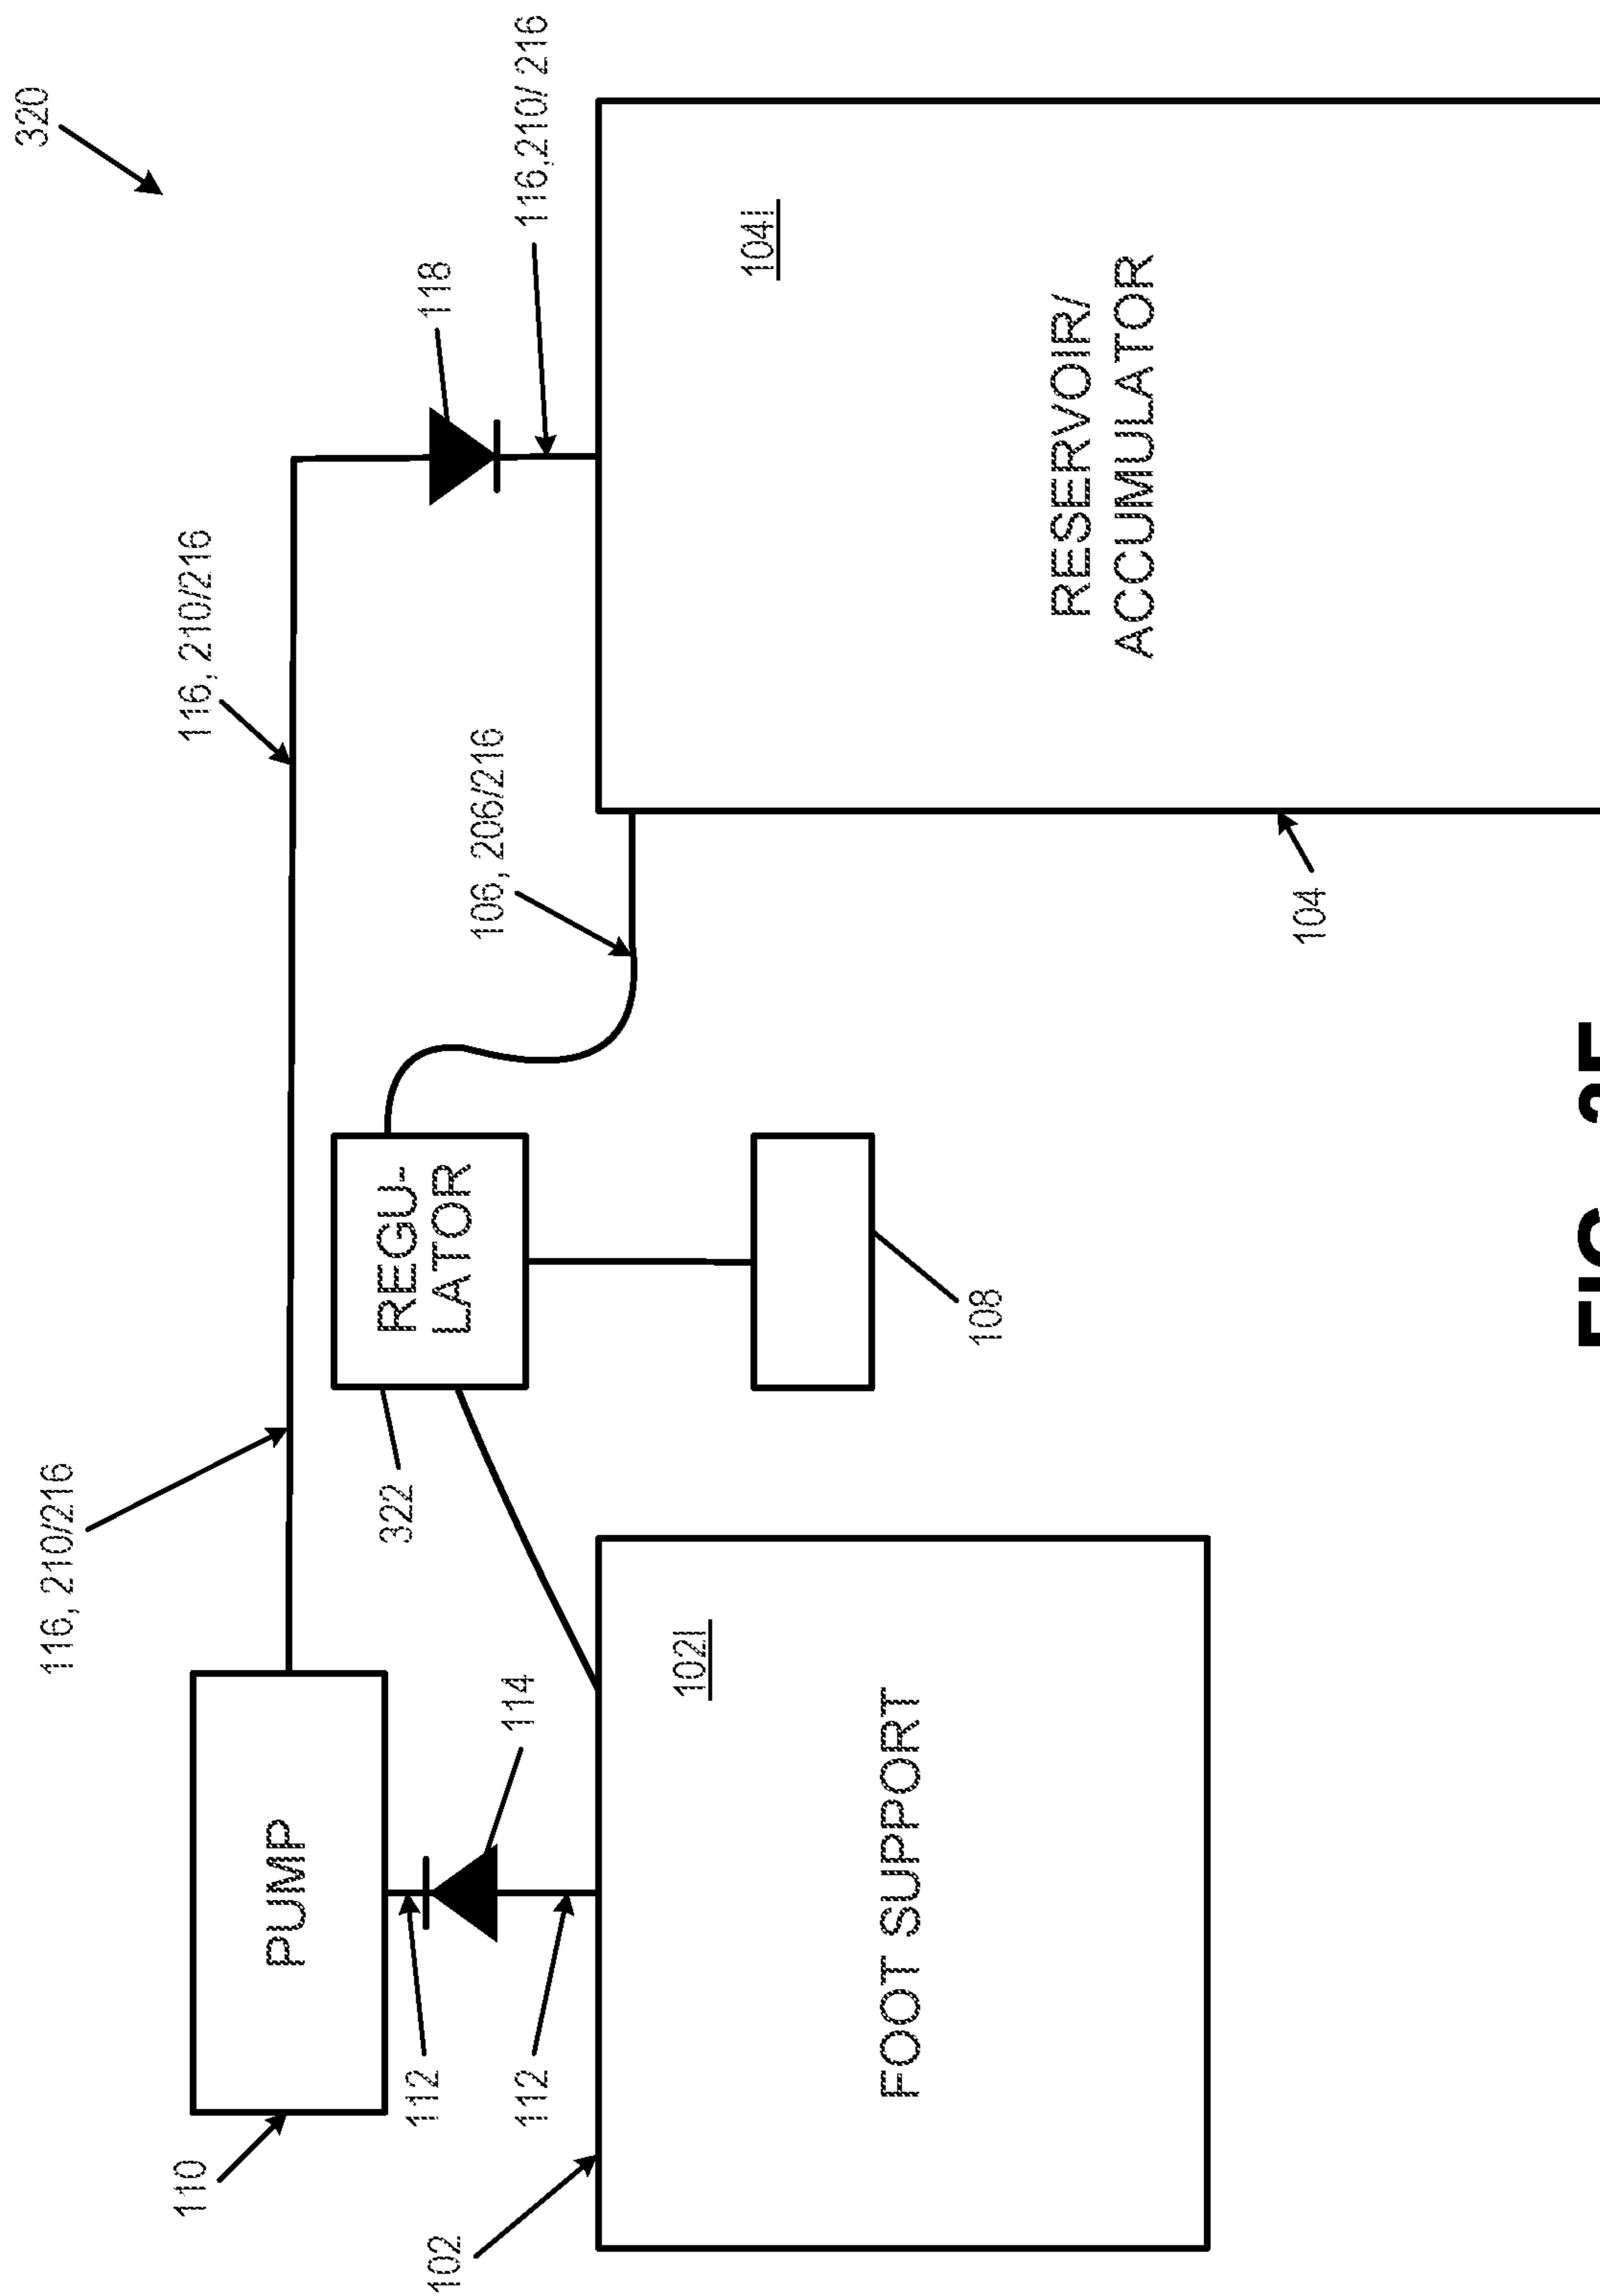 320
116, 210/216
110
116, 210/216
PUMP
322
REGU-
LATOR
112
118
102
106, 206/216
112
114
116,210/ 216
102I
104I
FOOT SUPPORT
108
RESERVOIR/
ACCUMULATOR
104